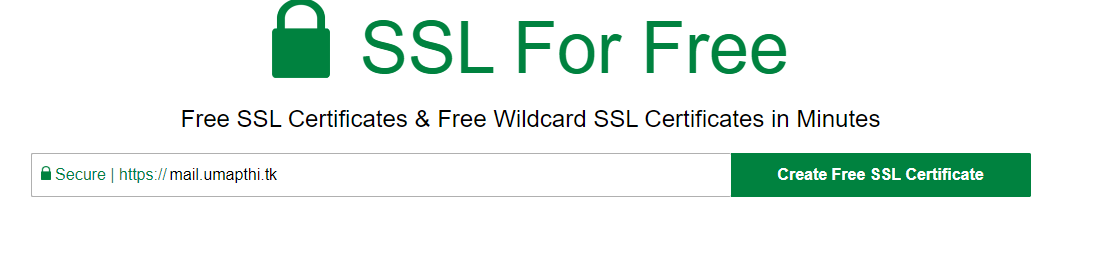 SSL For Free
Free SSL Certificates & Free Wildcard SSL Certificates in Minutes
Secure | https:// mail.umapthi.tk Create Free SSL Certificate